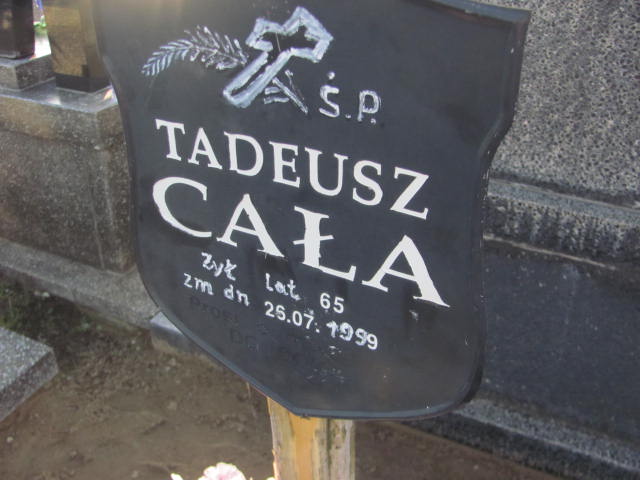 Ś.P.
TADEUSZ
CAŁA
żył lat 65
zm dn 26.07.1999